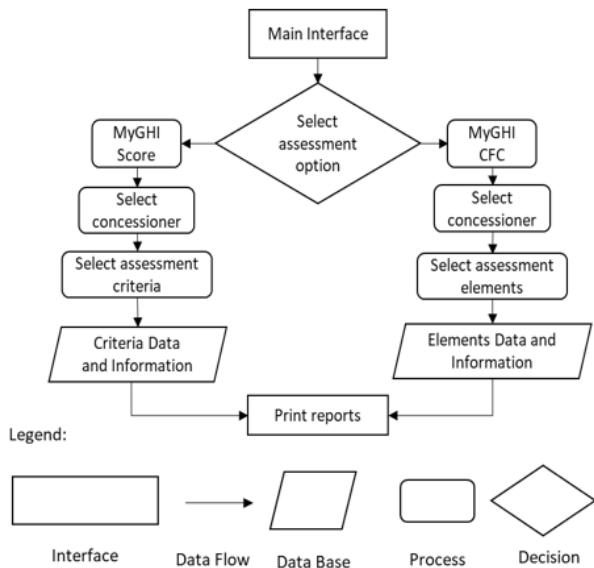 Main Interface
Select
assessment
option
MyGHI
Score
MyGHI
CFC
Select
concessioner
Select
concessioner
Select assessment
criteria
Select assessment
elements
Criteria Data
and Information
Elements Data and
Information
Print reports
Legend:
Interface
Data Flow
Data Base
Process
Decision